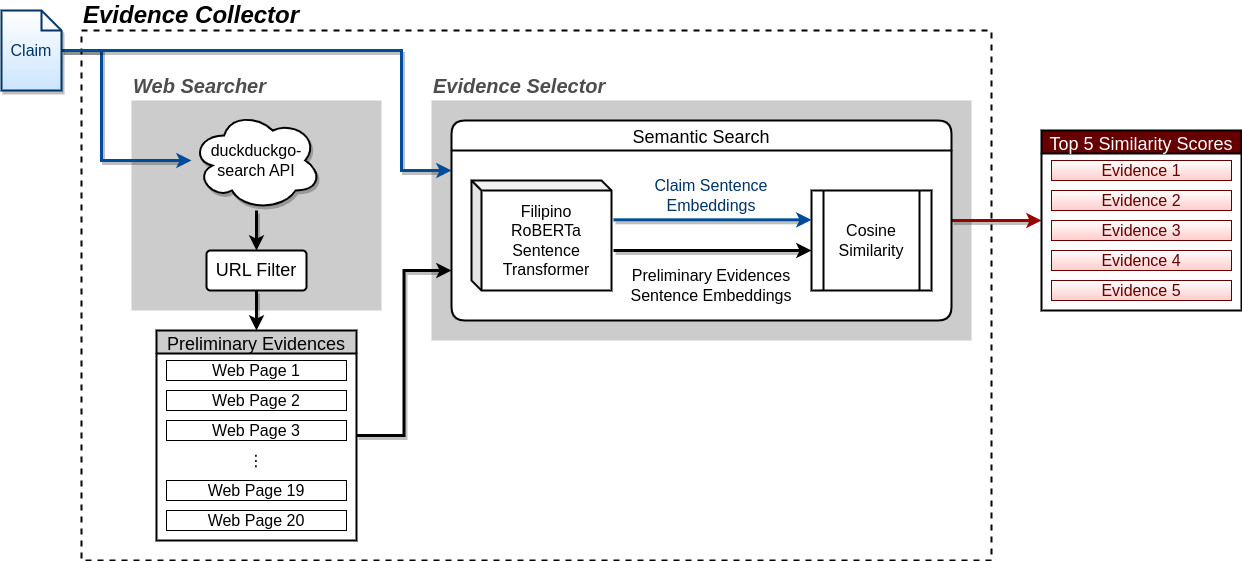 Evidence Collector
Claim
Web Searcher
duckduckgo-
search API
URL Filter
Preliminary Evidences
Web Page 1
Web Page 2
Web Page 3
...
Web Page 19
Web Page 20
Evidence Selector
Semantic Search
Filipino
RoBERTa
Sentence
Transformer
Claim Sentence
Embeddings
Preliminary Evidences
Sentence Embeddings
Cosine
Similarity
Top 5 Similarity Scores
Evidence 1
Evidence 2
Evidence 3
Evidence 4
Evidence 5